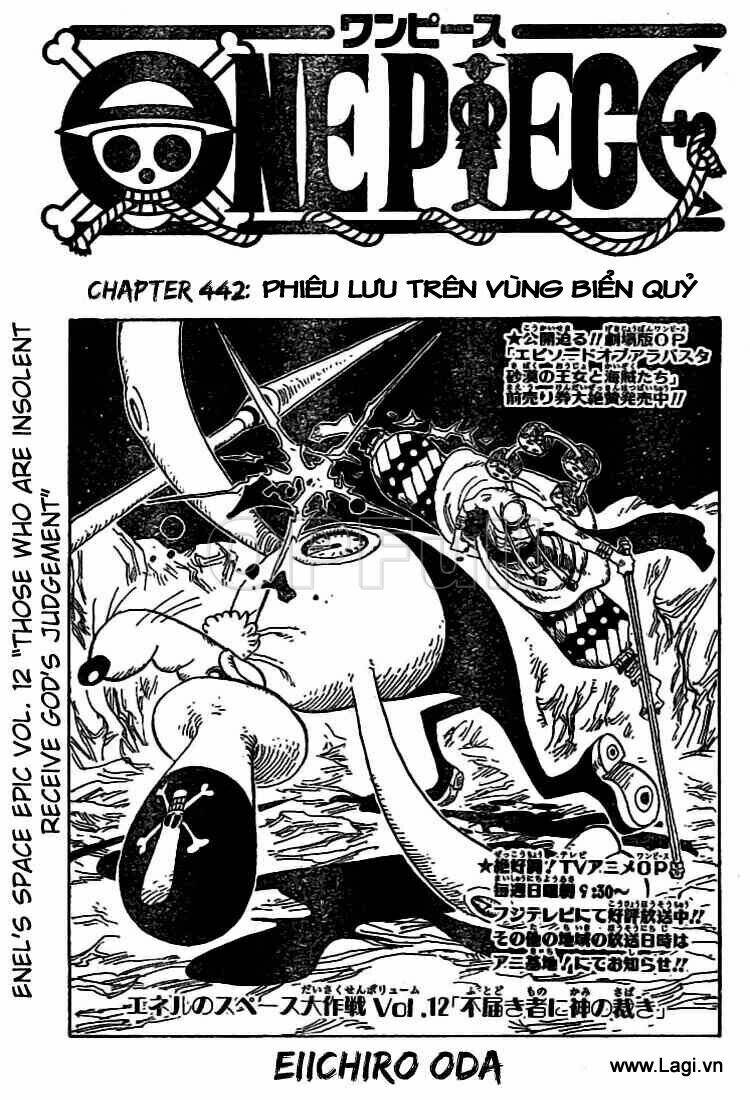 ワンピース
ONE PIECE
CHAPTER 442: PHIÊU LƯU TRÊN VÙNG BIỂN QUỶ
ENEL'S SPACE EPIC VOL. 12 "THOSE WHO ARE INSOLENT
RECEIVE GOD'S JUDGEMENT"
★公開迫る!!劇場版OP
「エピソードオブアラバスタ
砂漠の王女と海賊たち」
前売り券大絶賛発売中!!
★絶好調!TVアニメOP
毎週日曜朝9:30～
フジテレビにて好評放送中!!
その他の地域の放送日時は
アニ基地!にてお知らせ!!
エネルのスペース大作戦 Vol.12「不届き者に神の裁き」
EIICHIRO ODA
www.Lagi.vn